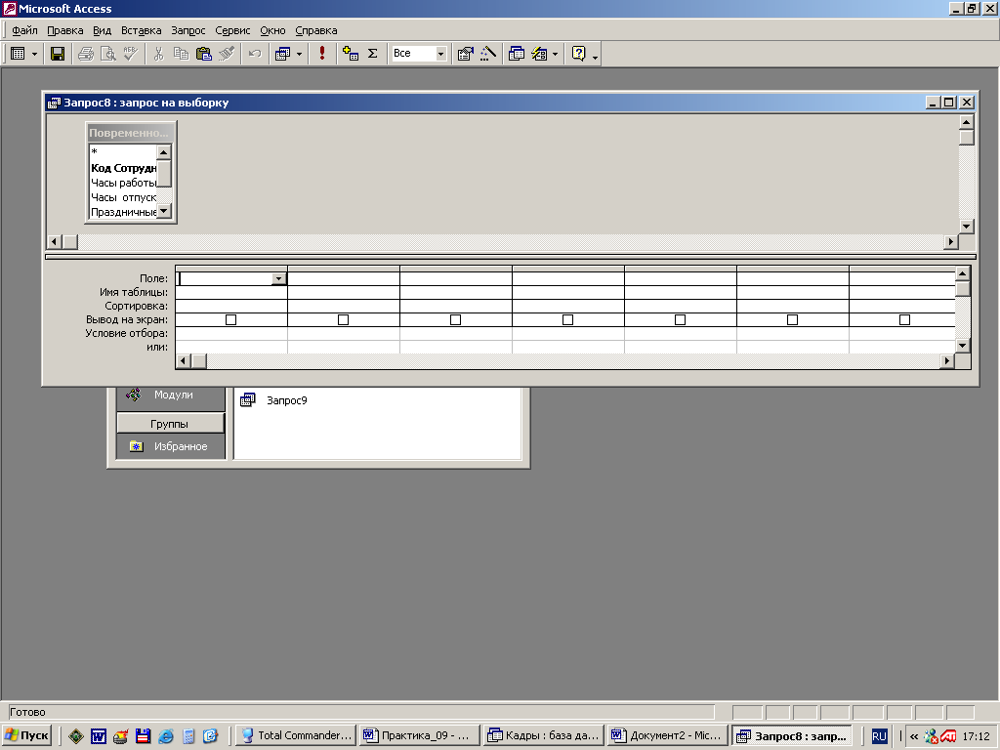 Microsoft Access
Файл Правка Вид Вставка Запрос Сервис Окно Справка
Все
Запрос8 : запрос на выборку
Повременно...
*
Код Сотрудн
Часы работы
Часы отпуск
Праздничные
Поле:
Имя таблицы:
Сортировка:
Вывод на экран:
Условие отбора:
или:
Модули
Запрос9
Группы
Избранное
Готово
Пуск
Total Commander...
Практика_09 - ...
Кадры : база да...
Документ2 - Mic...
Запрос8 : запр...
RU
«
17:12